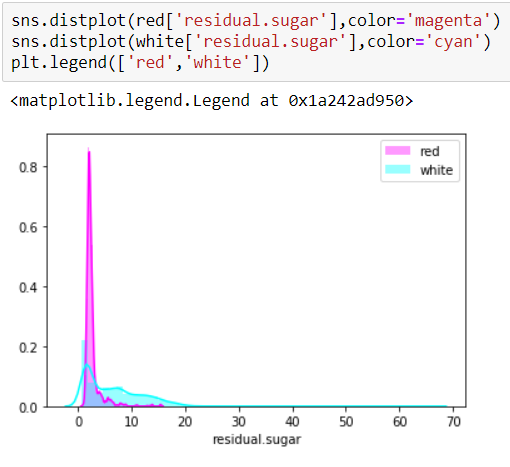 sns.distplot(red['residual.sugar'],color='magenta')
sns.distplot(white['residual.sugar'],color='cyan')
plt.legend(['red','white'])
<matplotlib.legend.Legend at 0x1a242ad950>
red
white
0.8
0.6
0.4
0.2
0.0
0 10 20 30 40 50 60 70
residual.sugar